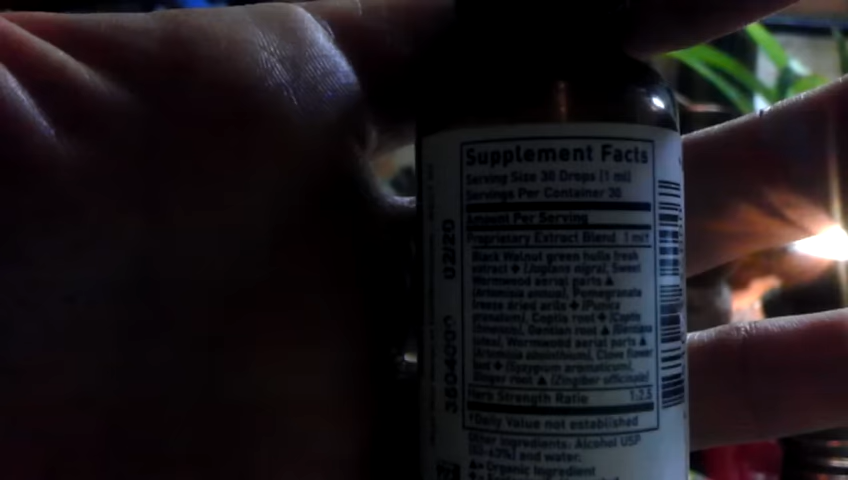 Supplement Facts
Serving Size 30 Drops (1 ml)
Servings Per Container 30
Amount Per Serving
Proprietary Extract Blend 1 ml†
Black Walnut green hulls fresh
extract ◆ (Juglans nigra), Sweet
Wormwood aerial parts ▲
(Artemisia annua), Pomegranate
freeze dried arils ◆ (Punica
granatum), Coptis root ◆ (Coptis
chinensis), Gentian root ▲ (Gentiana
lutea), Wormwood aerial parts ▲
(Artemisia absinthium), Clove flower
bud ◆ (Syzygium aromaticum),
Ginger root ▲ (Zingiber officinale)
Herb Strength Ratio 1:2.5
†Daily Value not established
Other Ingredients: Alcohol USP
and water.
▲= Organic Ingredient
02/20